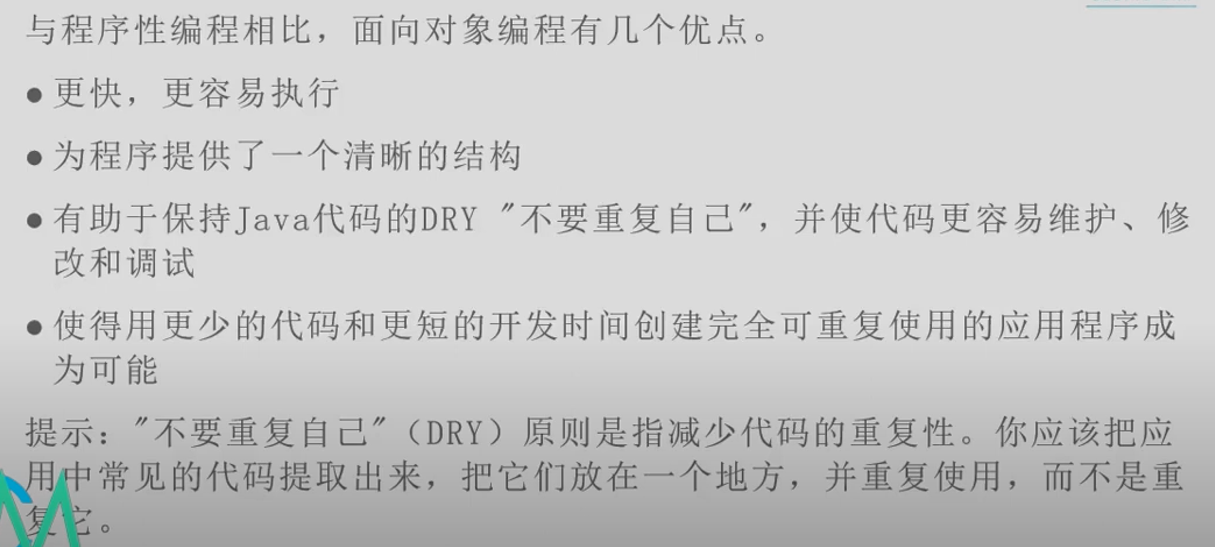 与程序性编程相比，面向对象编程有几个优点。
●更快，更容易执行
●为程序提供了一个清晰的结构
●有助于保持Java代码的DRY "不要重复自己"，并使代码更容易维护、修
改和调试
●使得用更少的代码和更短的开发时间创建完全可重复使用的应用程序成
为可能
提示："不要重复自己"（DRY）原则是指减少代码的重复性。你应该把应
用中常见的代码提取出来，把它们放在一个地方，并重复使用，而不是重
复它。